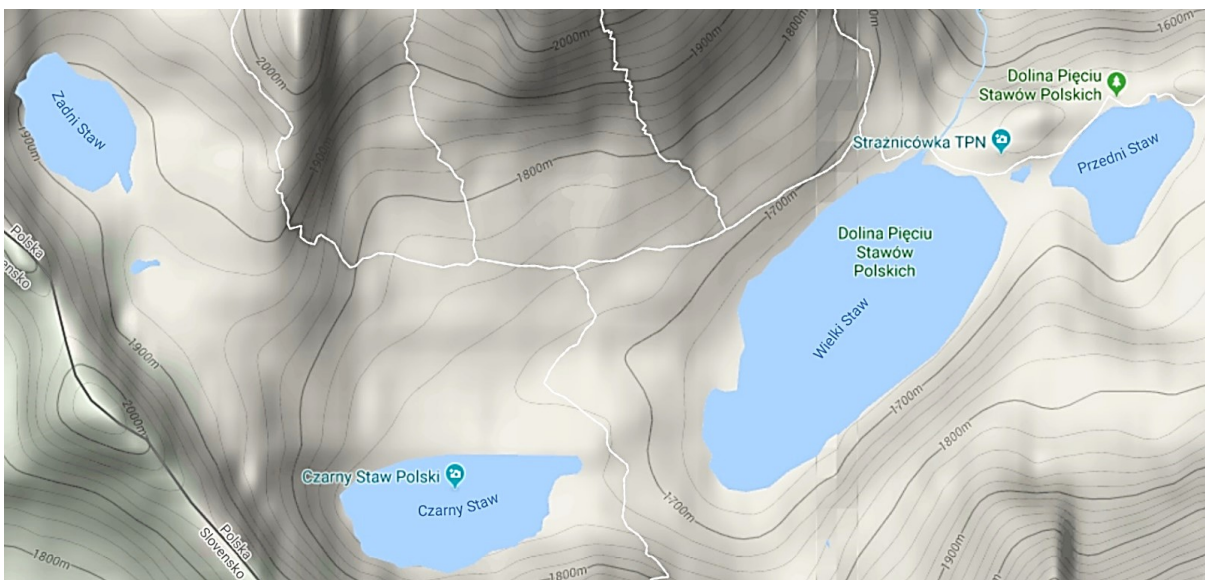 1600m
2000m
1900m
1800m
2000m
Dolina Pięciu
Stawów Polskich
Zadni Staw
1900m
Strażnicówka TPN
Przedni Staw
1900m
1800m
1700m
Polska
ensko
Dolina Pięciu
Stawów
Polskich
Wielki Staw
1900m
2000m
1700m
1800m
Czarny Staw Polski
Czarny Staw
1700m
Polska
Slovensko
1800m
1800m
1900m